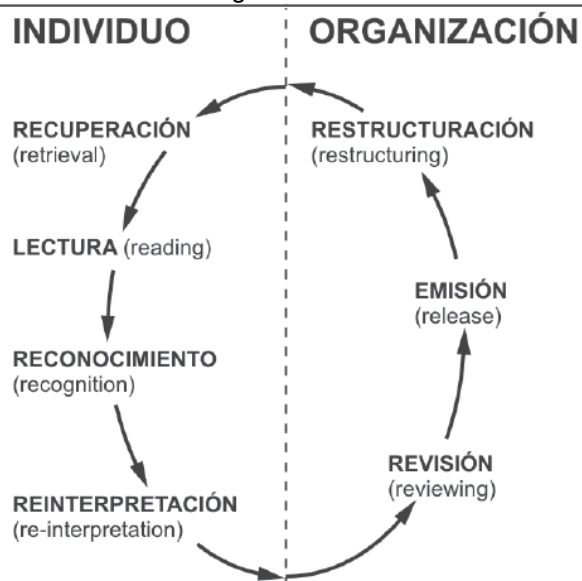 INDIVIDUO
ORGANIZACIÓN
RECUPERACIÓN
(retrieval)
LECTURA (reading)
RECONOCIMIENTO
(recognition)
REINTERPRETACIÓN
(re-interpretation)
REVISIÓN
(reviewing)
EMISIÓN
(release)
RESTRUCTURACIÓN
(restructuring)